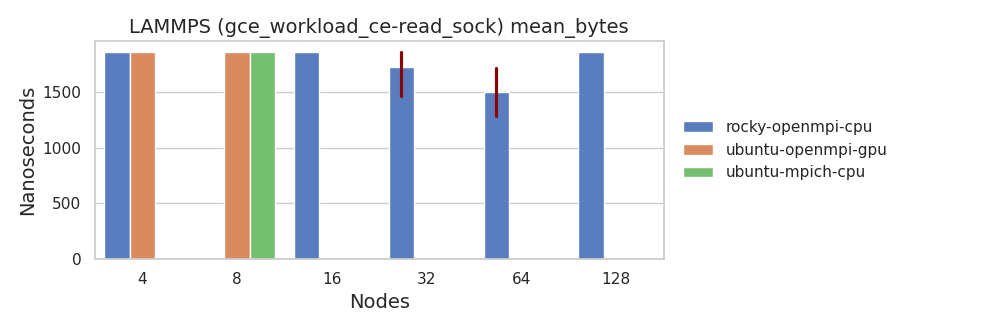 LAMMPS (gce_workload_ce-read_sock) mean_bytes
Nanoseconds
1500
1000
500
0
4 8 16 32 64 128
Nodes
rocky-openmpi-cpu
ubuntu-openmpi-gpu
ubuntu-mpich-cpu